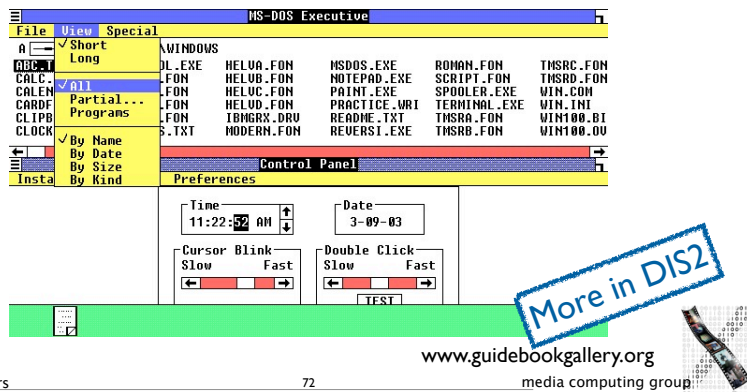 MS-DOS Executive
File View Special
A \WINDOWS
✓Short
Long
✓All
Partial...
Programs
✓By Name
By Date
By Size
By Kind
ABC.T OL.EXE HELVA.FON MSDOS.EXE ROMAN.FON TMSRC.FON
CALC. .FON HELVB.FON NOTEPAD.EXE SCRIPT.FON TMSRD.FON
CALEN .FON HELVC.FON PAINT.EXE SPOOLER.EXE WIN.COM
CARDF .FON HELVD.FON PRACTICE.WRI TERMINAL.EXE WIN.INI
CLIPB .FON IBMGRX.DRV README.TXT TMSRA.FON WIN100.BI
CLOCK S.TXT MODERN.FON REVERSI.EXE TMSRB.FON WIN100.OV
Control Panel
Insta Preferences
Time
11:22:52 AM
Date
3-09-03
Cursor Blink
Slow Fast
Double Click
Slow Fast
TEST
More in DIS2
www.guidebookgallery.org
rs 72 media computing group